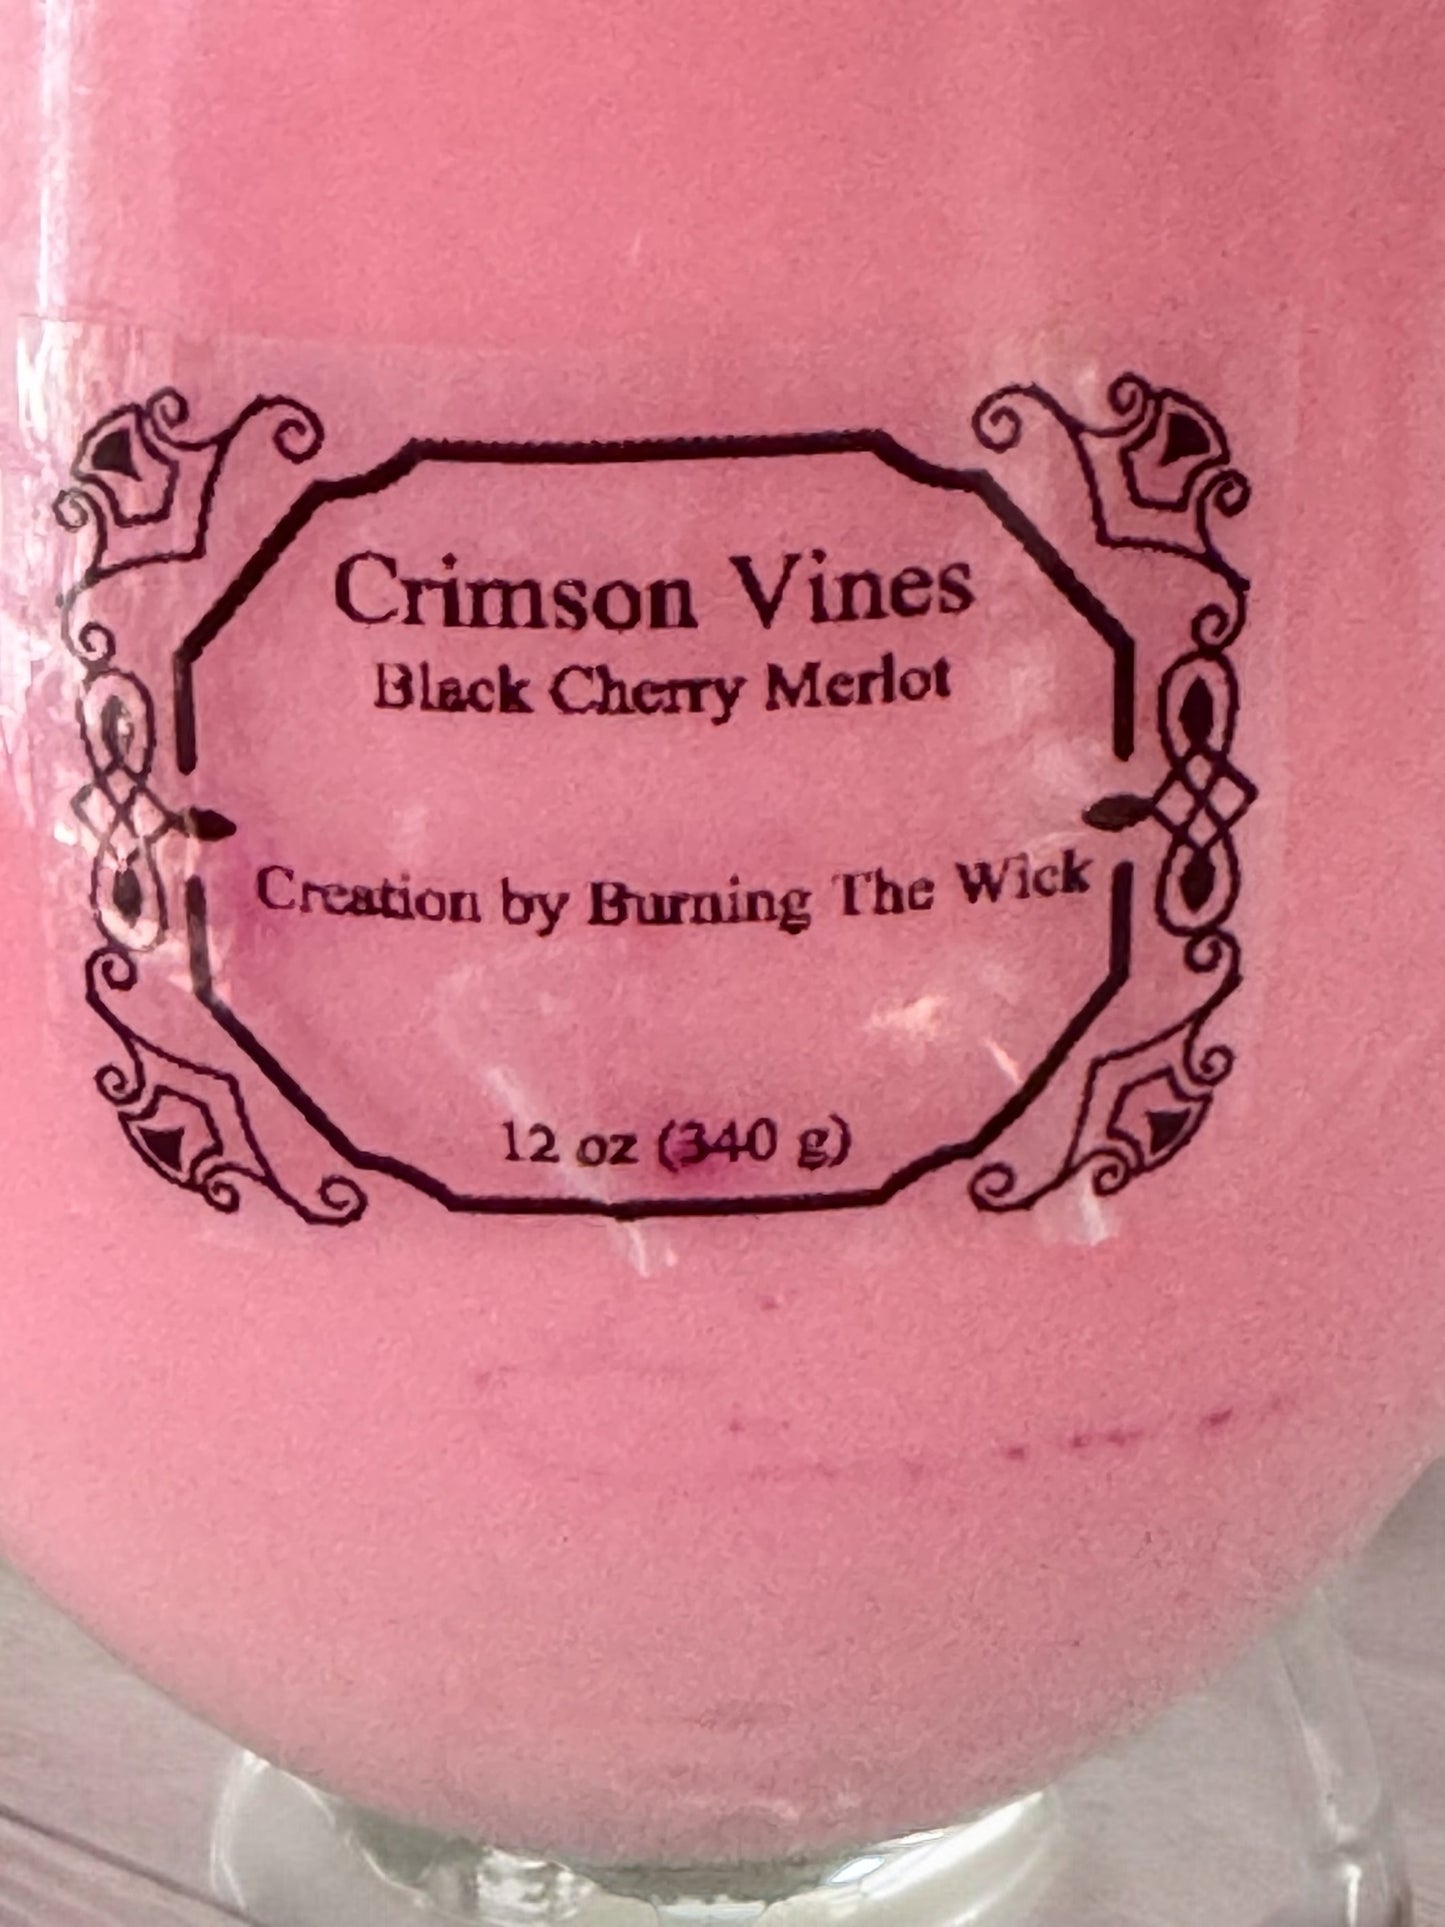 Crimson Vines
Black Cherry Merlot
Creation by Burning The Wick
12 oz (340 g)